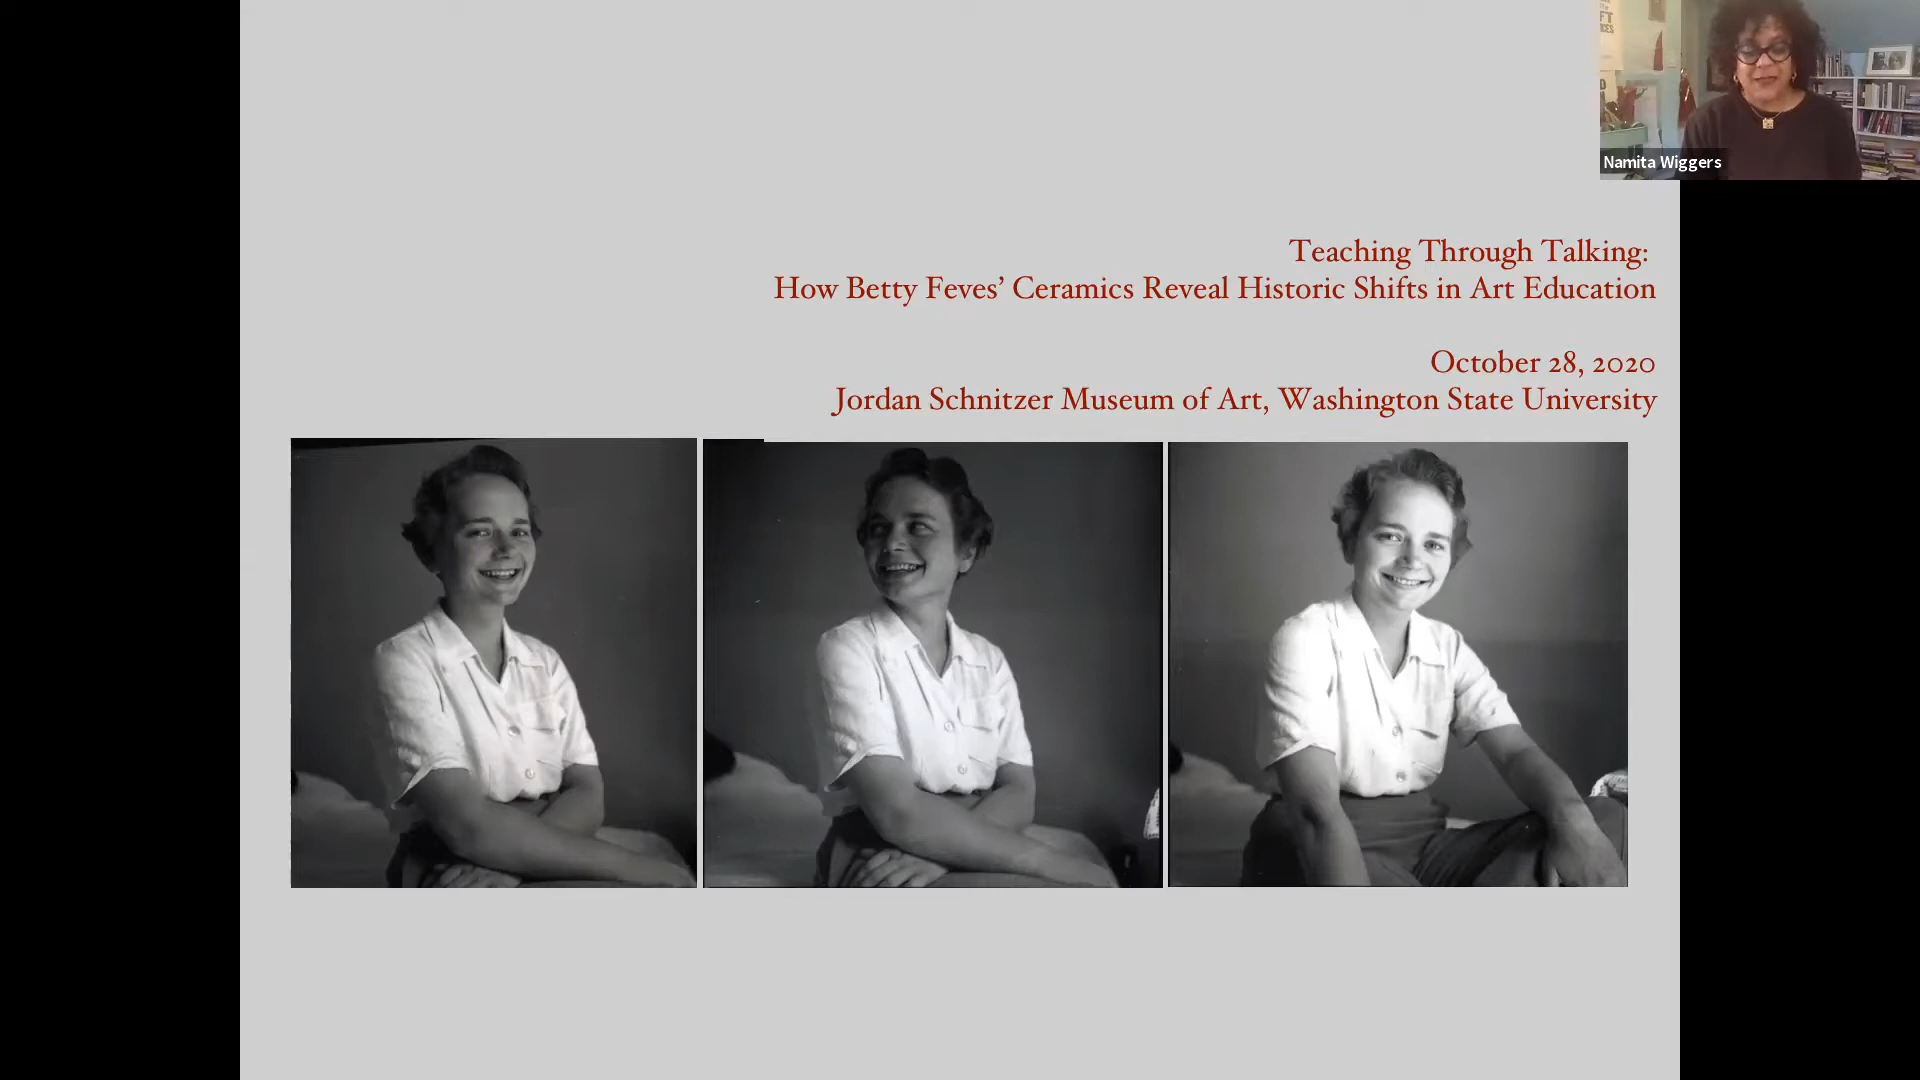 Teaching Through Talking:
How Betty Feves’ Ceramics Reveal Historic Shifts in Art Education
October 28, 2020
Jordan Schnitzer Museum of Art, Washington State University
Namita Wiggers